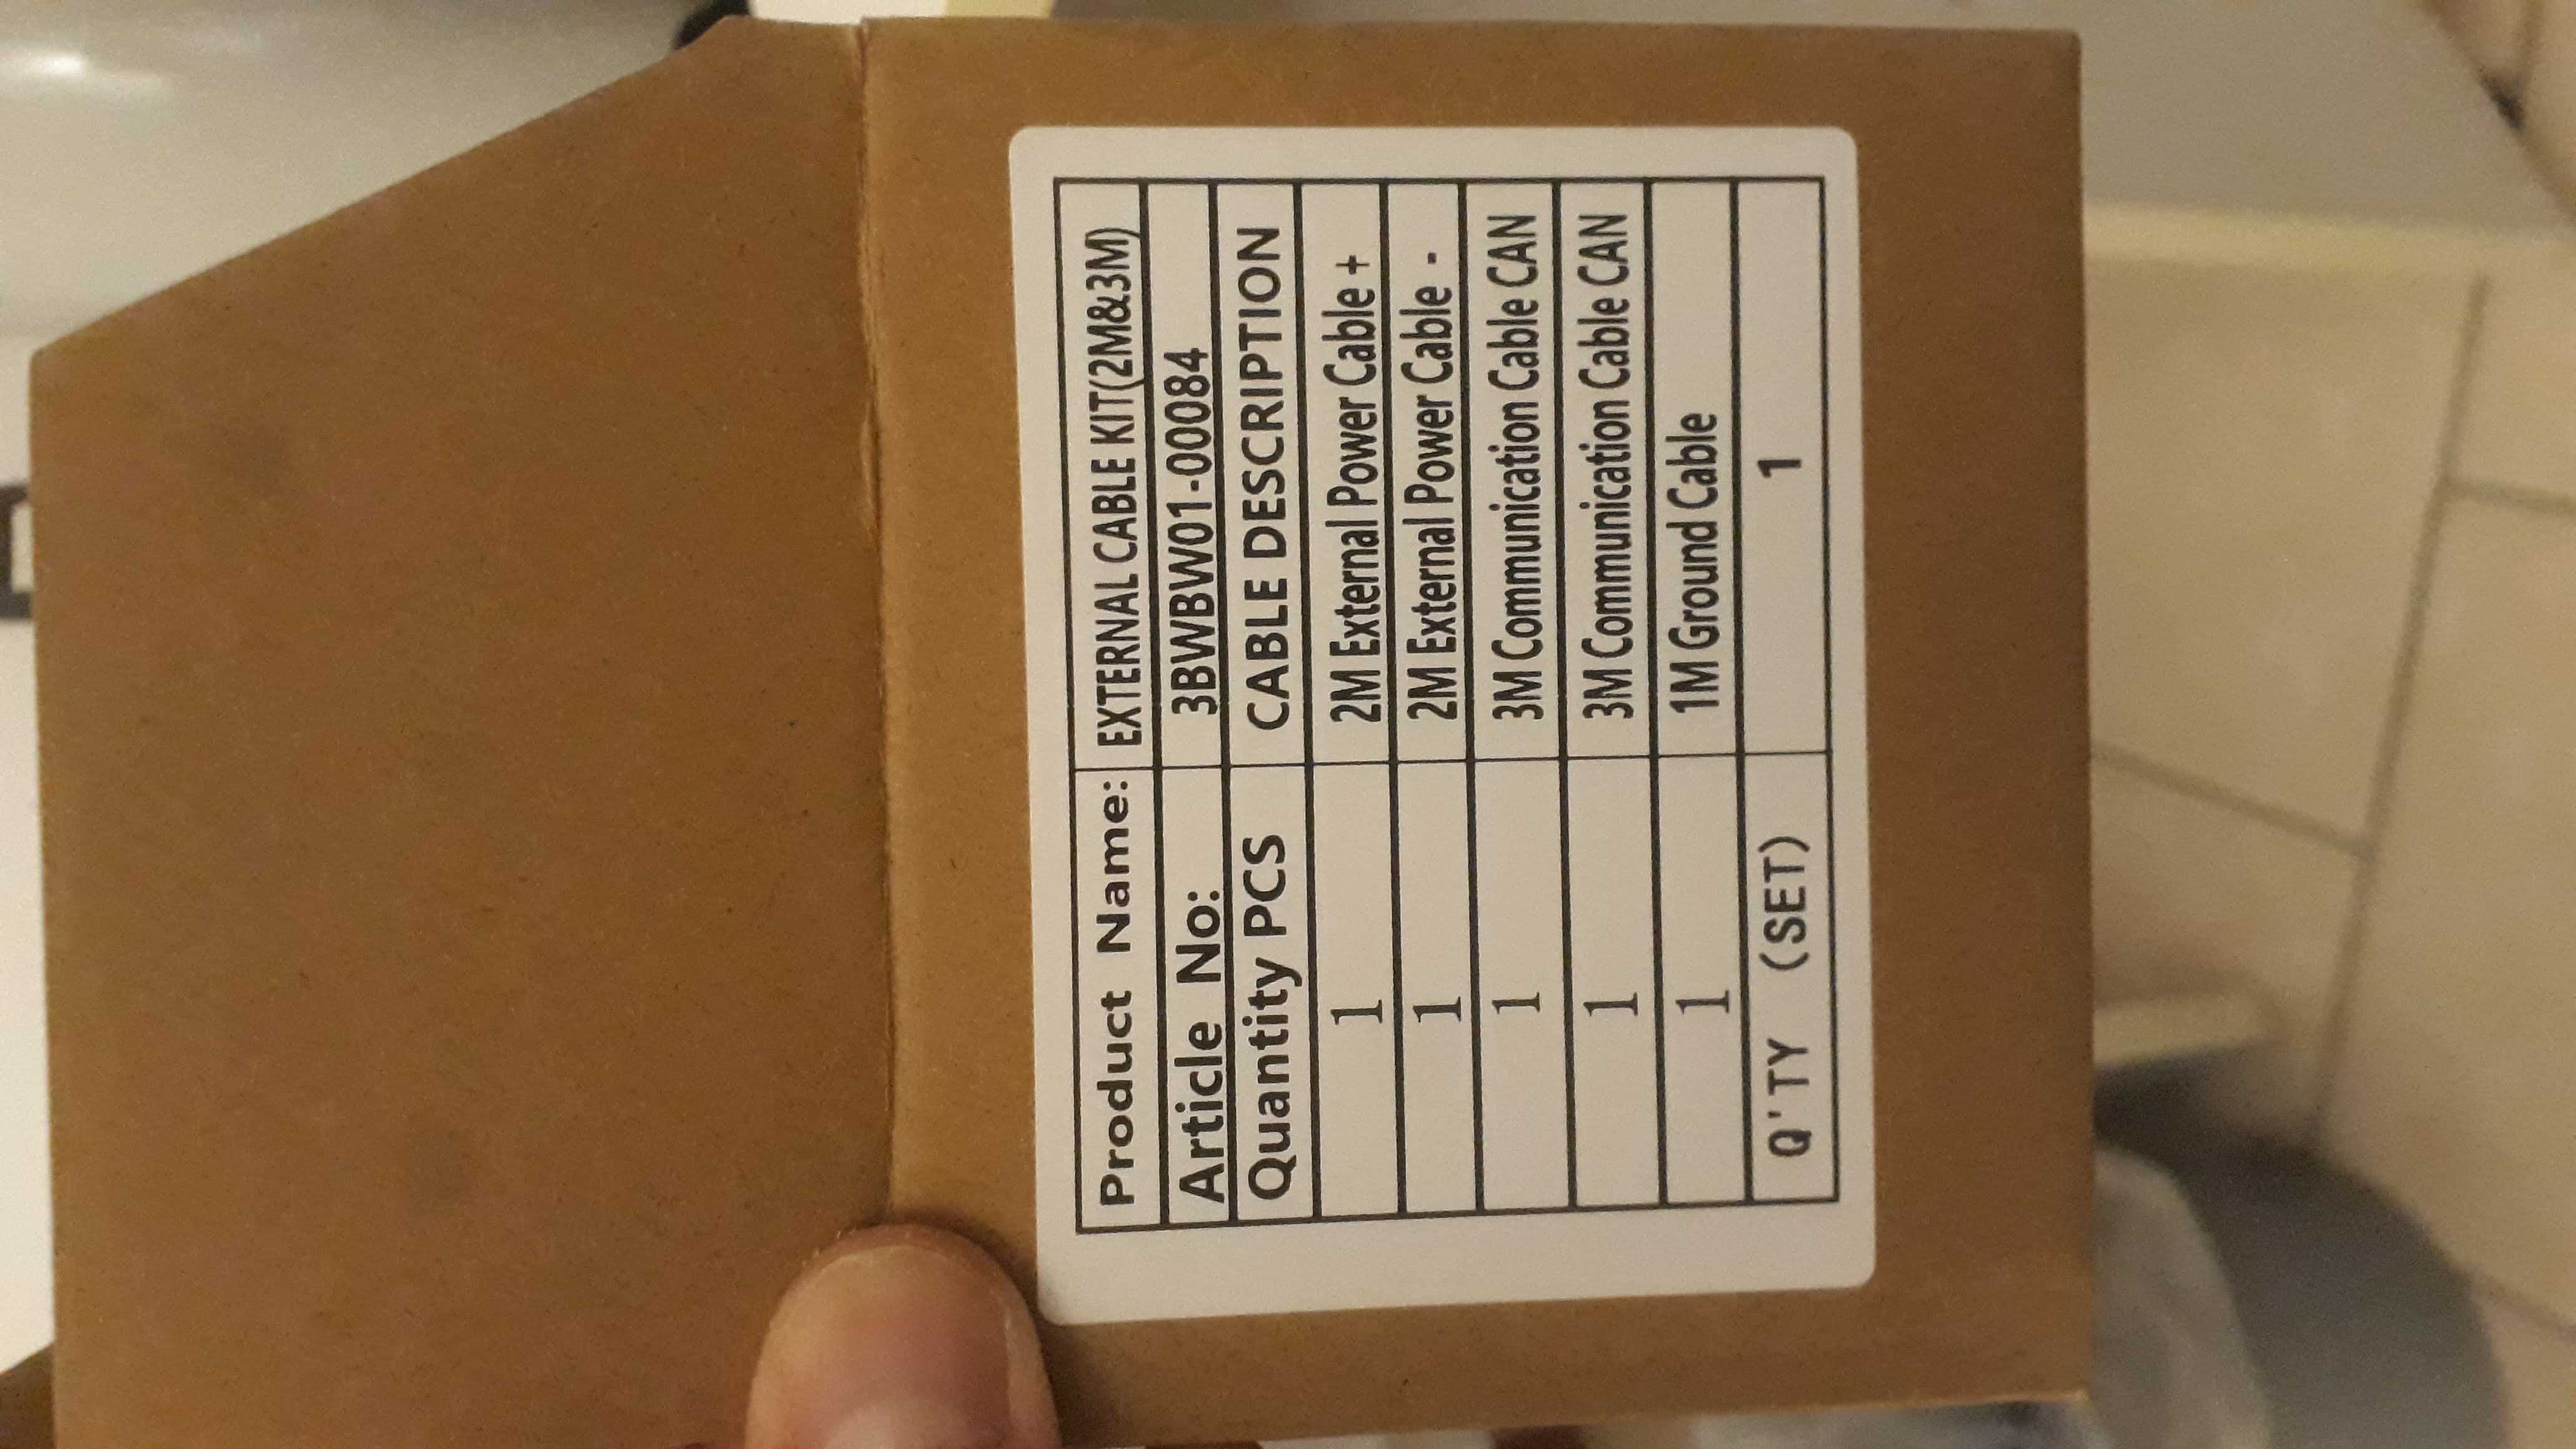 Product Name: EXTERNAL CABLE KIT(2M&3M)
Article No: 3BWBW01-00084
Quantity PCS CABLE DESCRIPTION
1 2M External Power Cable +
1 2M External Power Cable -
1 3M Communication Cable CAN
1 3M Communication Cable CAN
1 1M Ground Cable
Q'TY (SET) 1